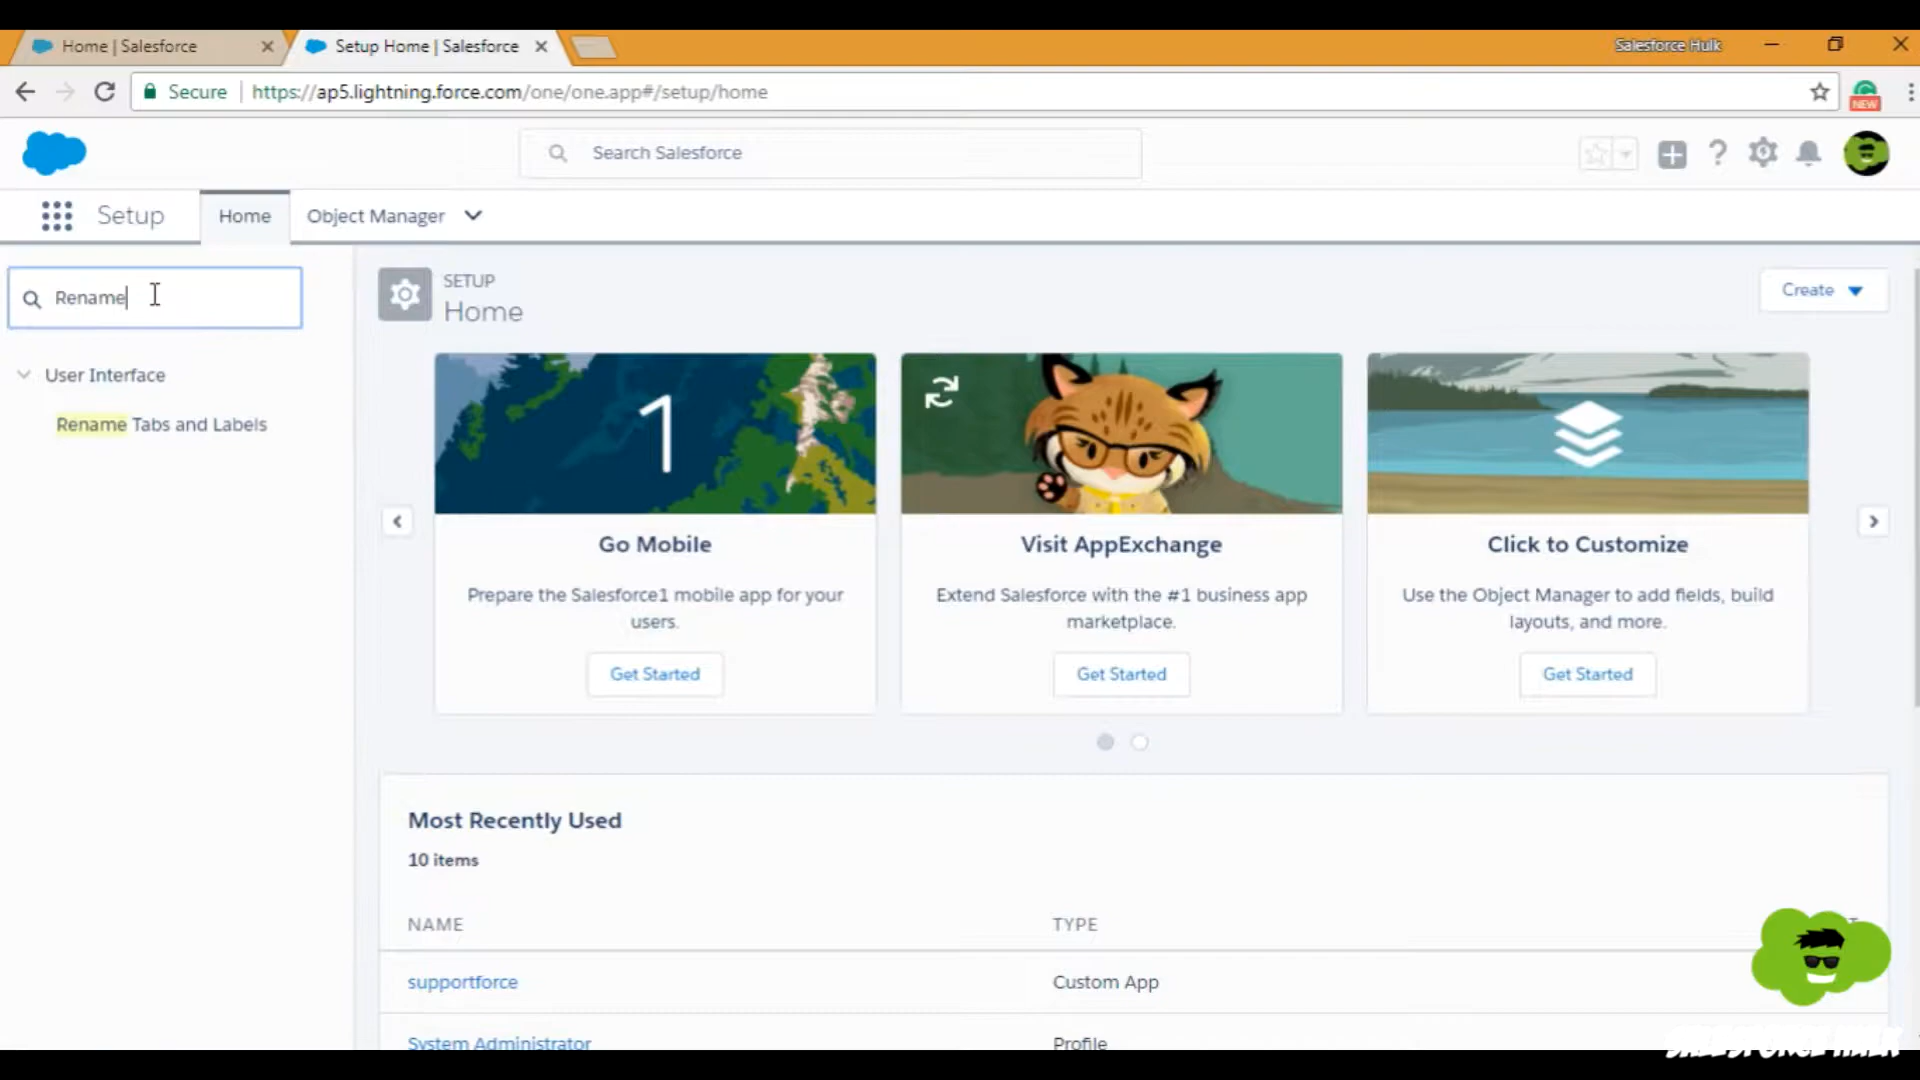 Home | Salesforce
Setup Home | Salesforce
Salesforce Hulk
Secure
https://ap5.lightning.force.com/one/one.app#/setup/home
NEW
Search Salesforce
Setup
Home
Object Manager
Rename
SETUP
Home
Create
User Interface
Rename Tabs and Labels
1
Go Mobile
Prepare the Salesforce1 mobile app for your
users.
Get Started
Visit AppExchange
Extend Salesforce with the #1 business app
marketplace.
Get Started
Click to Customize
Use the Object Manager to add fields, build
layouts, and more.
Get Started
Most Recently Used
10 items
NAME
TYPE
supportforce
Custom App
System Administrator
Profile
SALESFORCE HULK